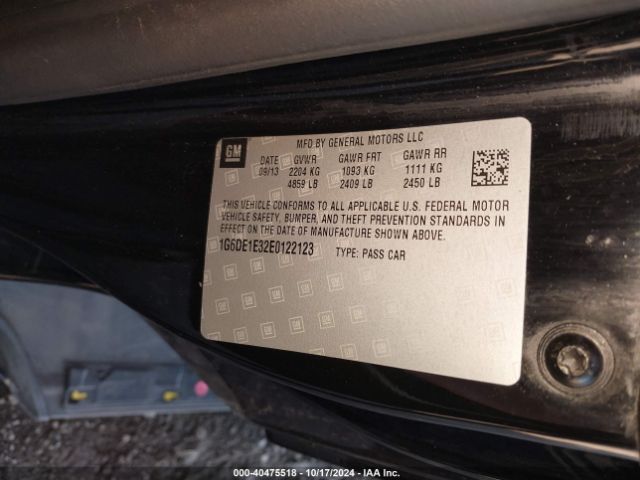 GM
MFD BY GENERAL MOTORS LLC
DATE GVWR GAWR FRT GAWR RR
09/13 2204 KG 1093 KG 1111 KG
4859 LB 2409 LB 2450 LB
THIS VEHICLE CONFORMS TO ALL APPLICABLE U.S. FEDERAL MOTOR
VEHICLE SAFETY, BUMPER, AND THEFT PREVENTION STANDARDS IN
EFFECT ON THE DATE OF MANUFACTURE SHOWN ABOVE.
1G6DE1E32E0122123 TYPE: PASS CAR
000-40475518 - 10/17/2024 - IAA Inc.